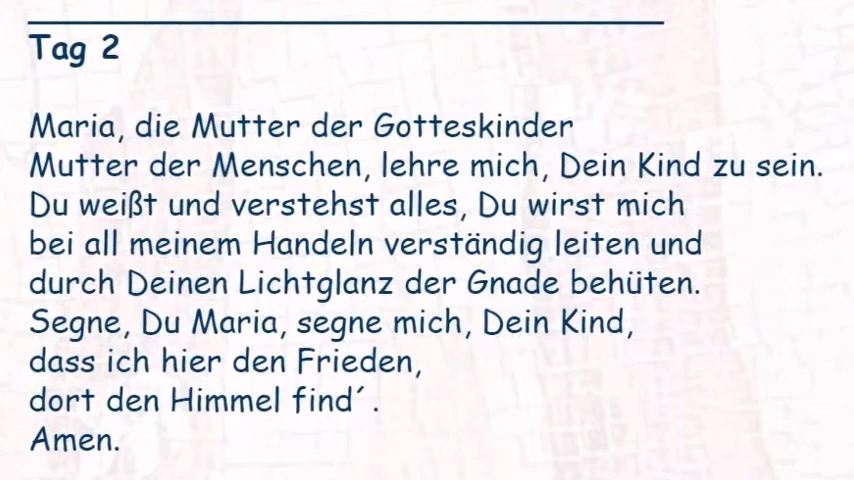 Tag 2
Maria, die Mutter der Gotteskinder
Mutter der Menschen, lehre mich, Dein Kind zu sein.
Du weißt und verstehst alles, Du wirst mich
bei all meinem Handeln verständig leiten und
durch Deinen Lichtglanz der Gnade behüten.
Segne, Du Maria, segne mich, Dein Kind,
dass ich hier den Frieden,
dort den Himmel find´.
Amen.